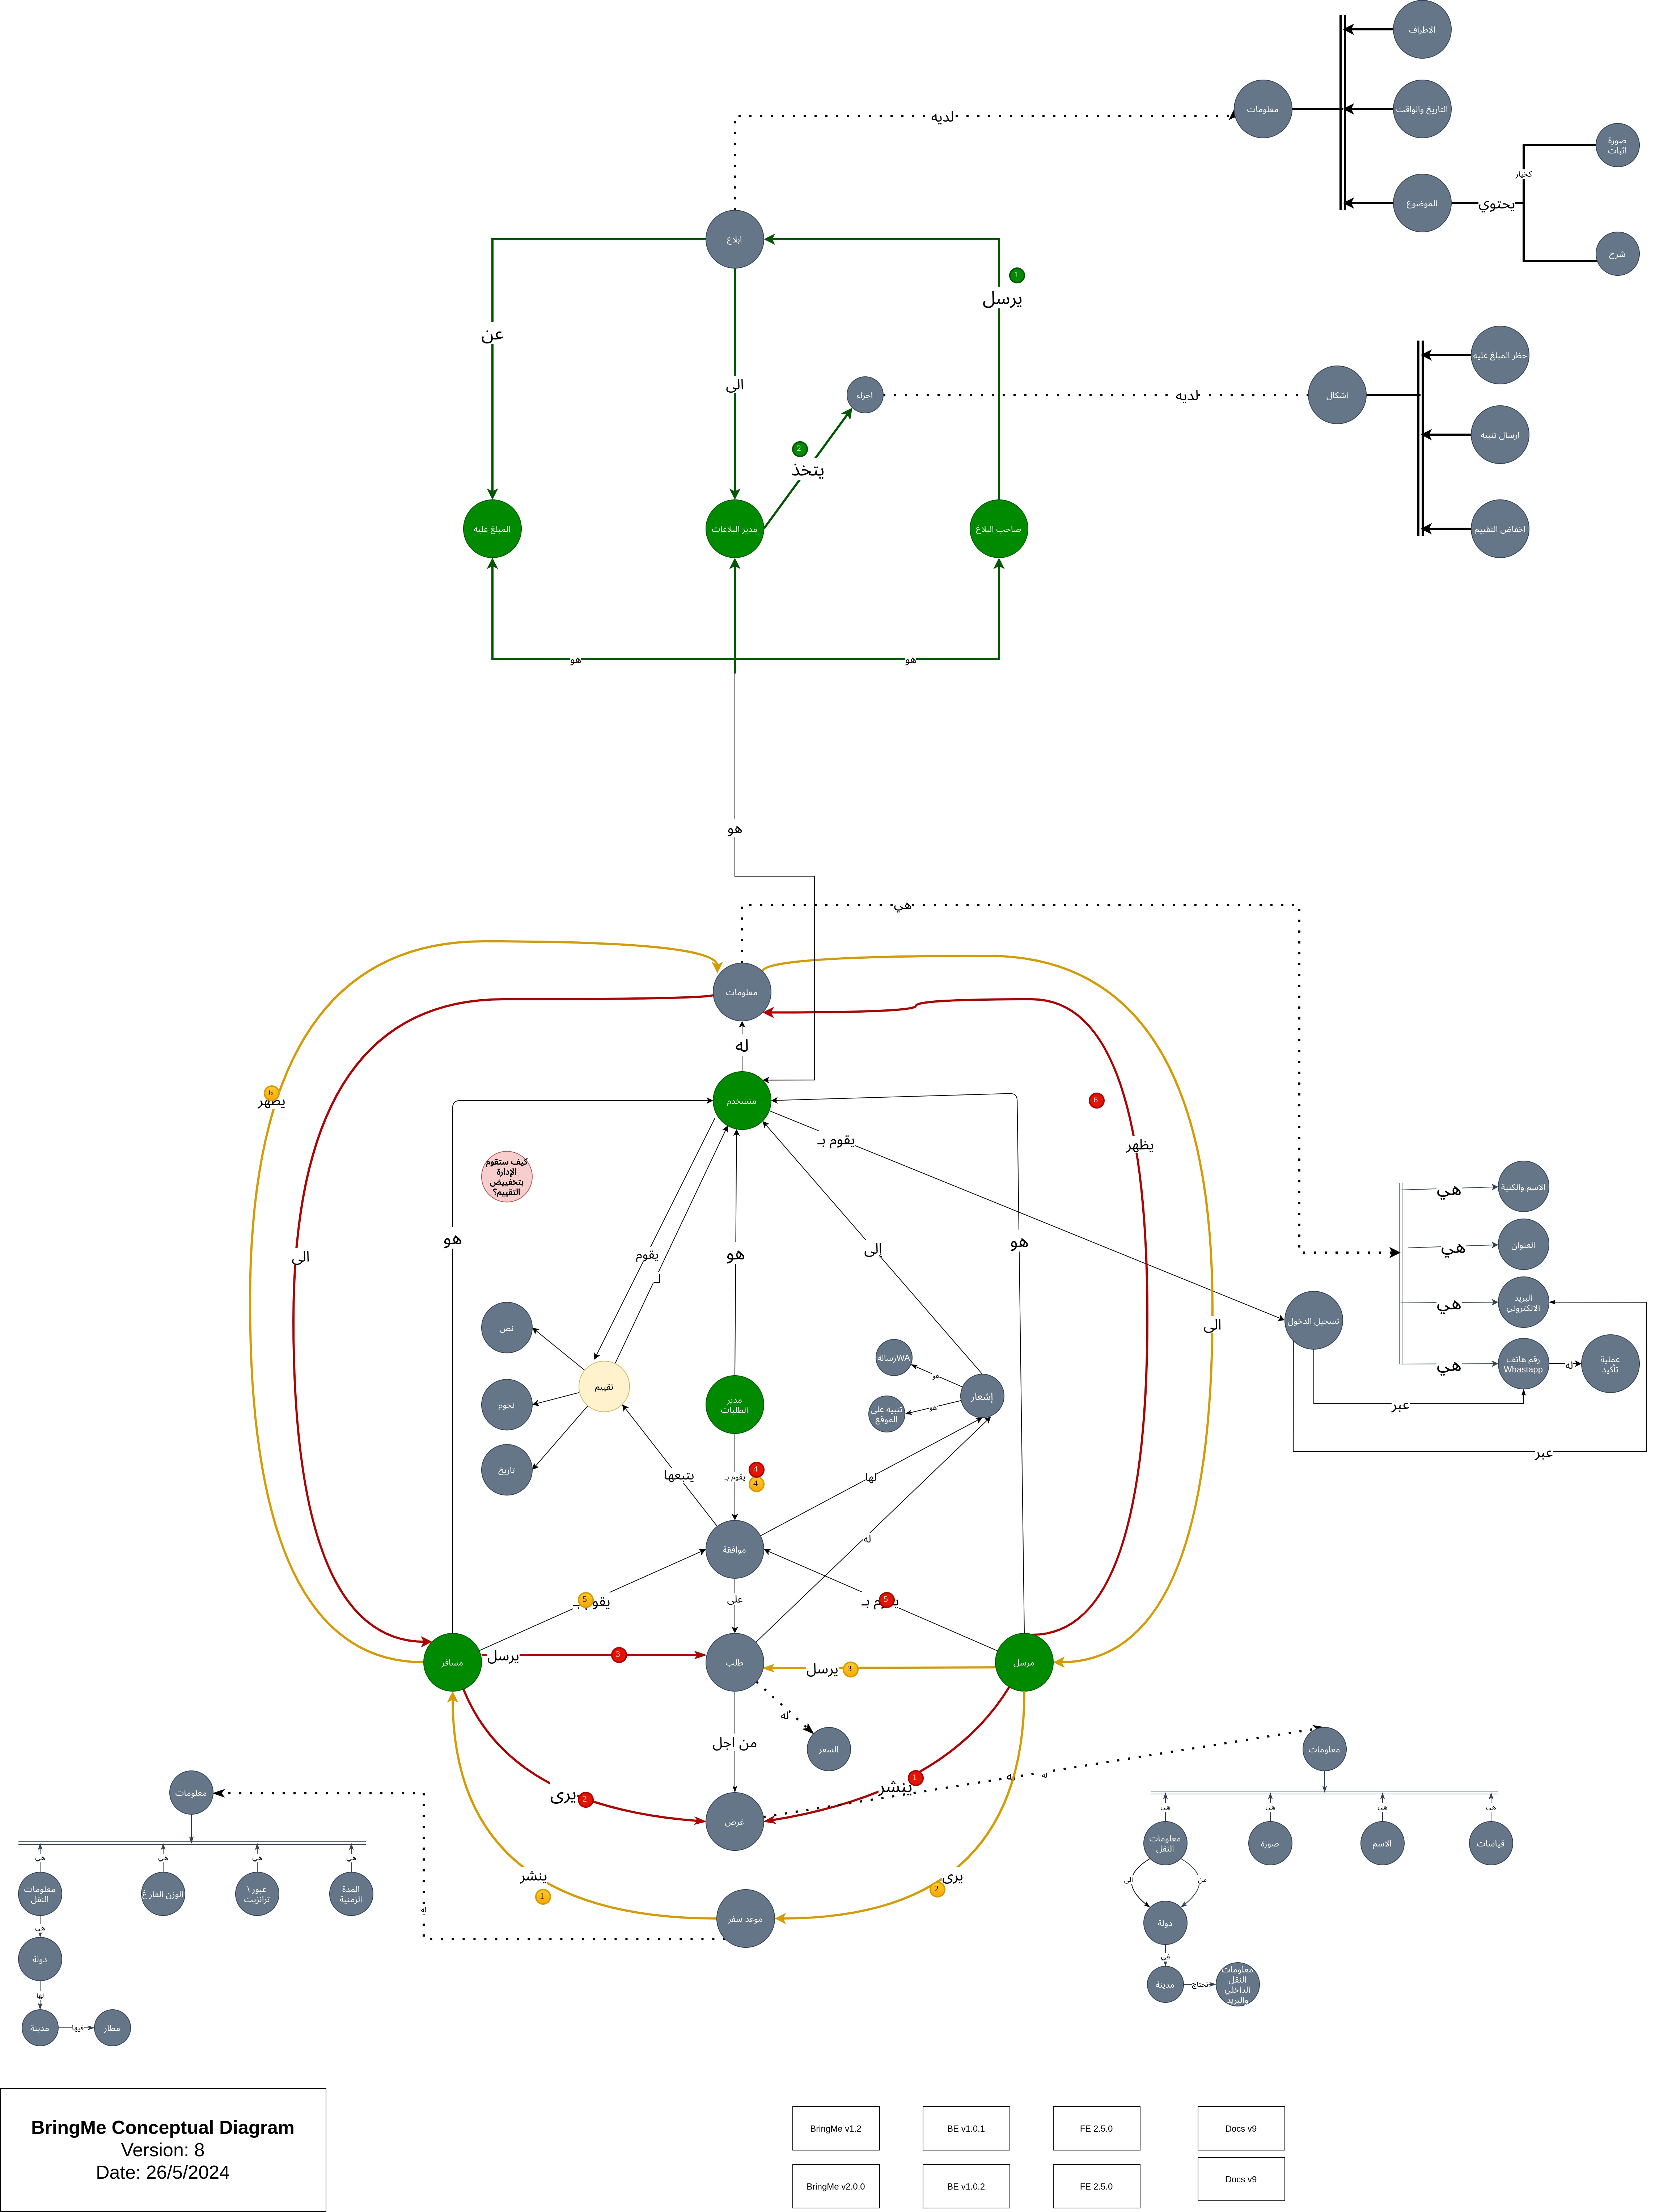 الاطراف
معلومات
التاريخ والواقت
لديه
صورة
اثبات
كخيار
الموضوع
يحتوي
ابلاغ
شرح
1
يرسل
عن
حظر المبلغ عليه
الى
اجراء
لديه
اشكال
ارسال تنبيه
2
يتخذ
المبلغ عليه
مدير البلاغات
صاحب البلاغ
اخفاض التقييم
هو
هو
هو
هي
معلومات
له
6
يظهر
متسخدم
6
يقوم بـ
يظهر
كيف ستقوم
الإدارة
بتخفييض
التقييم؟
هي
الاسم والكنية
هو
هو
هو
الى
يقوم
الى
لـ
هي
العنوان
هي
البريد
الالكتروني
نص
تسجيل الدخول
الى
رسالةWA
هي
رقم هاتف
Whastapp
له
عملية
تأكيد
هو
تقييم
إشعار
نجوم
مدير
الطلبات
تنبيه على
الموقع
هو
عبر
عبر
تاريخ
يتبعها
يقوم بـ
4
4
لها
له
موافقة
على
يقوم بـ
5
يقوم بـ
5
مسافر
يرسل
3
طلب
يرسل
3
مرسل
له
من اجل
السعر
معلومات
معلومات
يرى
2
ينشر
1
له
له
غرض
هي
هي
هي
هي
معلومات
النقل
صورة
الاسم
قياسات
هي
هي
هي
هي
معلومات
النقل
الوزن الفارغ
عبور \
ترانزيت
المدة
الزمنية
ينشر
1
يرى
2
الى
من
له
موعد سفر
دولة
هي
دولة
في
مدينة
تحتاج
معلومات
النقل
الداخلي
والبريد
لها
مدينة
فيها
مطار
BringMe Conceptual Diagram
Version: 8
Date: 26/5/2024
BringMe v1.2
BE v1.0.1
FE 2.5.0
Docs v9
BringMe v2.0.0
BE v1.0.2
FE 2.5.0
Docs v9